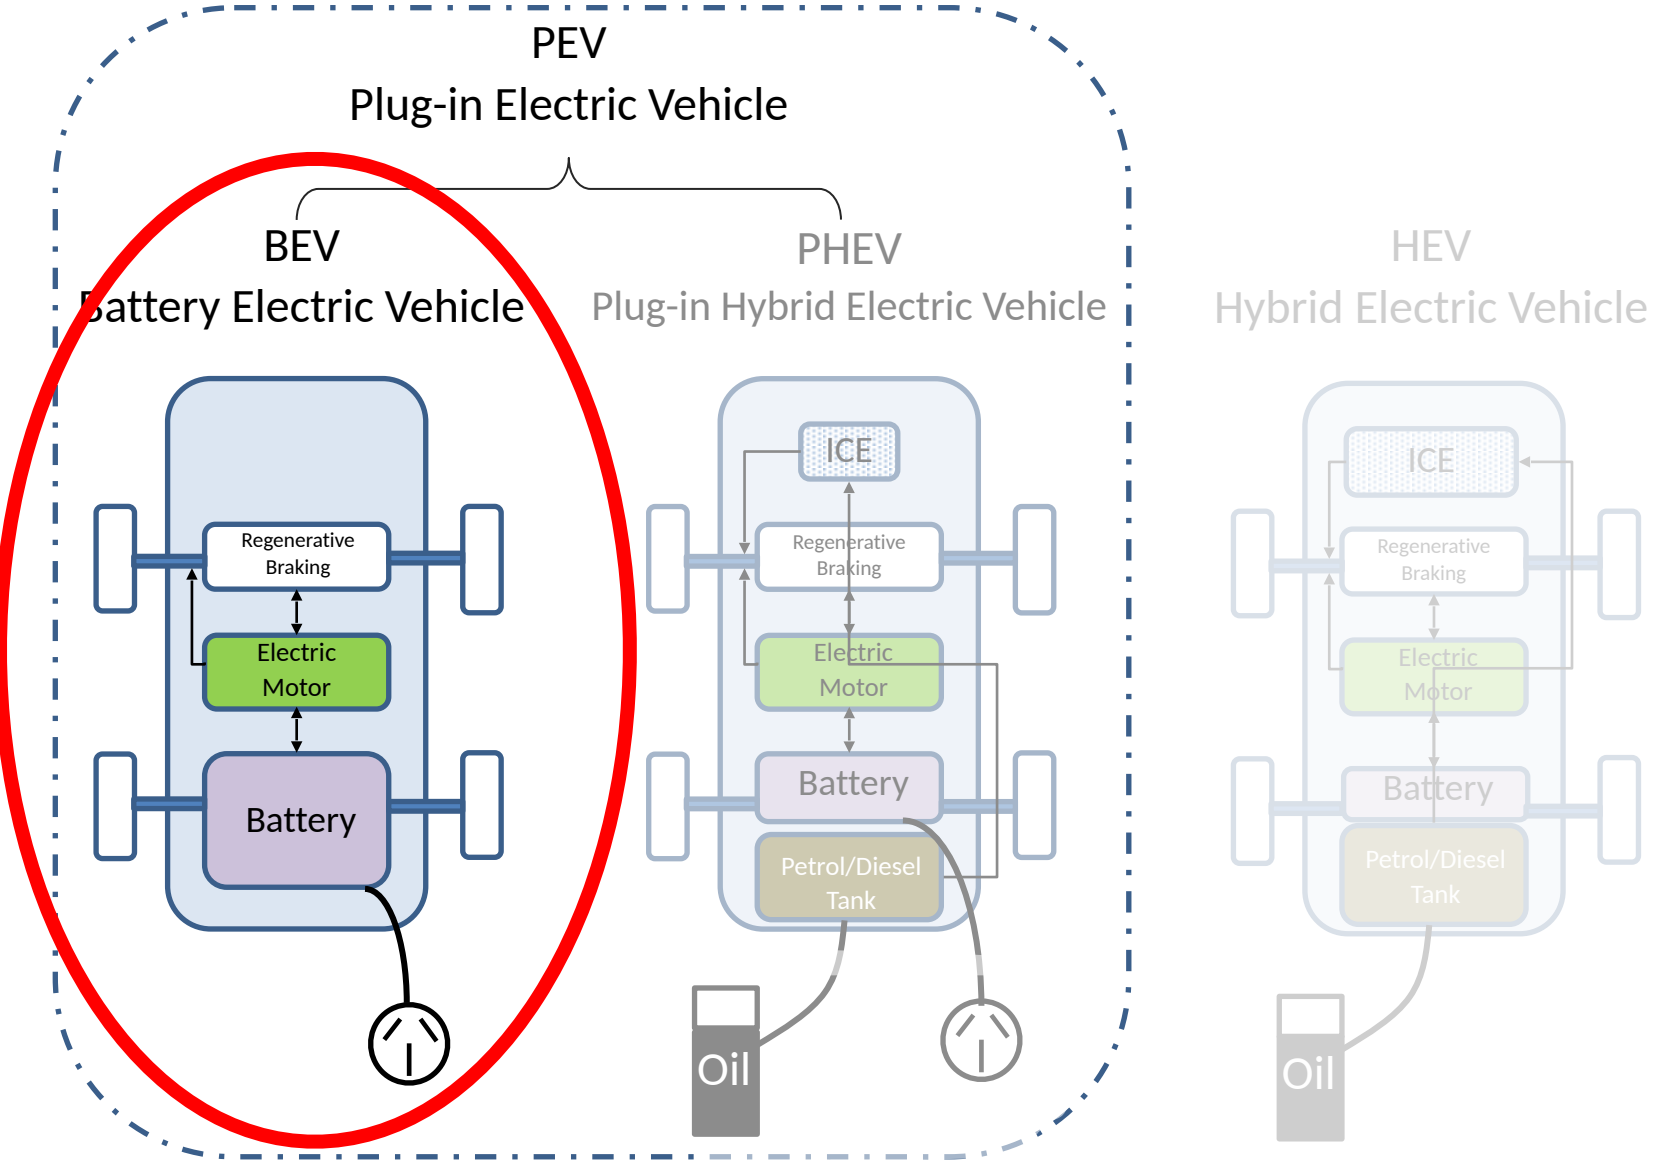 PEV
Plug-in Electric Vehicle
BEV
Battery Electric Vehicle
PHEV
Plug-in Hybrid Electric Vehicle
HEV
Hybrid Electric Vehicle
Regenerative
Braking
Electric
Motor
Battery
ICE
Regenerative
Braking
Electric
Motor
Battery
Petrol/Diesel
Tank
Oil
ICE
Regenerative
Braking
Electric
Motor
Battery
Petrol/Diesel
Tank
Oil